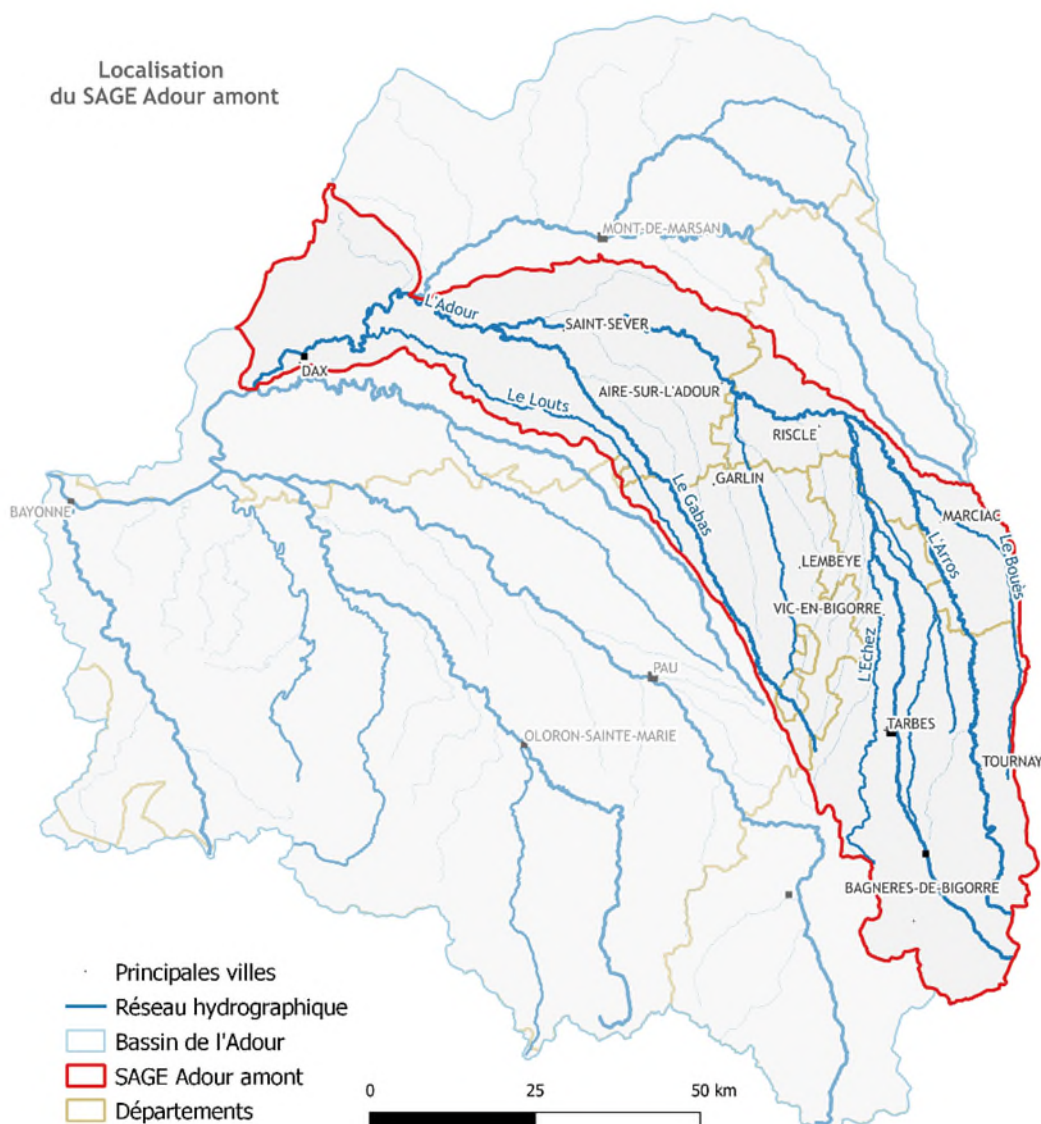 Localisation
du SAGE Adour amont
MONT-DE-MARSAN
L'Adour
SAINT-SEVER
DAX
AIRE-SUR-L'ADOUR
Le Louts
RISCLE
GARLIN
Le Gabas
BAYONNE
MARCIAC
L'Arros
Le Bouès
LEMBEYE
VIC-EN-BIGORRE
L'Echez
PAU
TARBES
OLORON-SAINTE-MARIE
TOURNAY
BAGNERES-DE-BIGORRE
Principales villes
Réseau hydrographique
Bassin de l'Adour
SAGE Adour amont
Départements
0 25 50 km